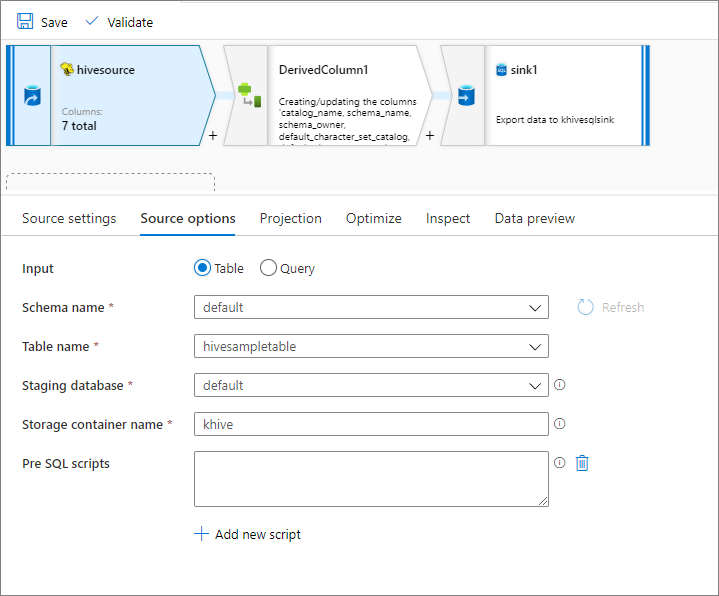 Save Validate
hivesource
Columns:
7 total
+
DerivedColumn1
Creating/updating the columns
'catalog_name, schema_name,
schema_owner,
default_character_set_catalog,
+
SQL sink1
Export data to khivesqlsink
Source settings Source options Projection Optimize Inspect Data preview
Input Table Query
Schema name * default Refresh
Table name * hivesampletable
Staging database * default
Storage container name * khive
Pre SQL scripts
+ Add new script